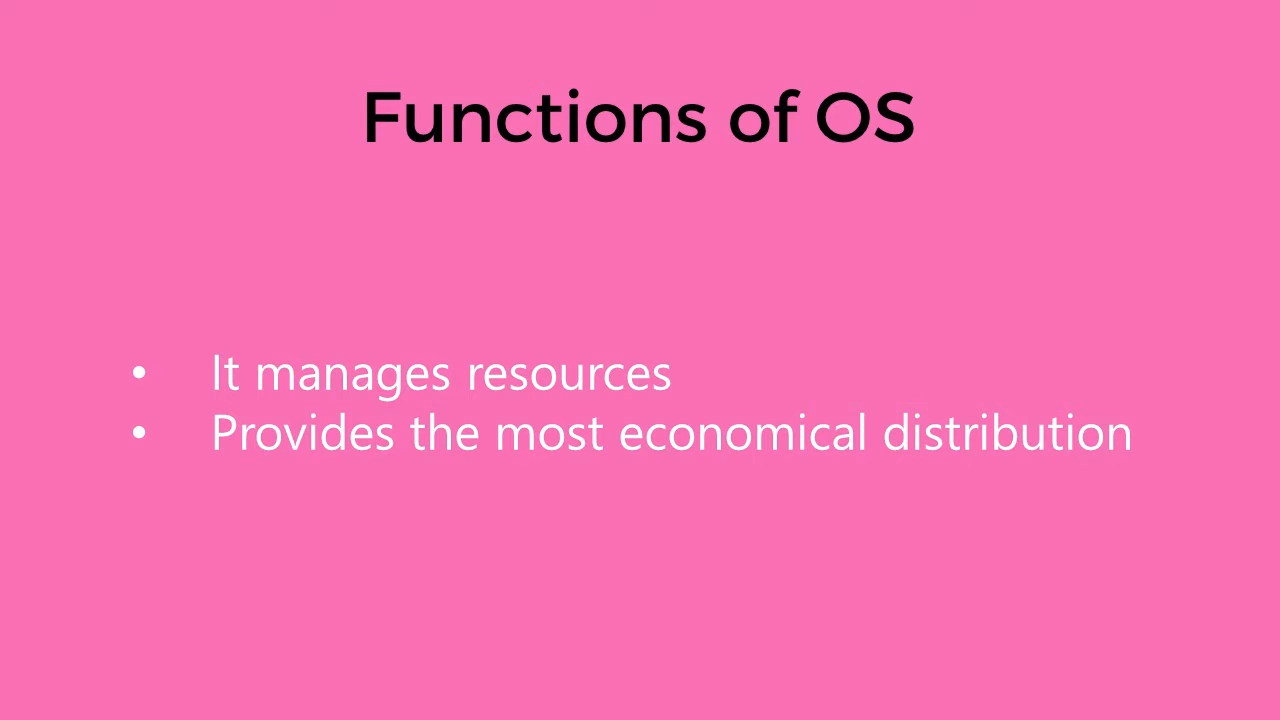 Functions of OS
• It manages resources
• Provides the most economical distribution